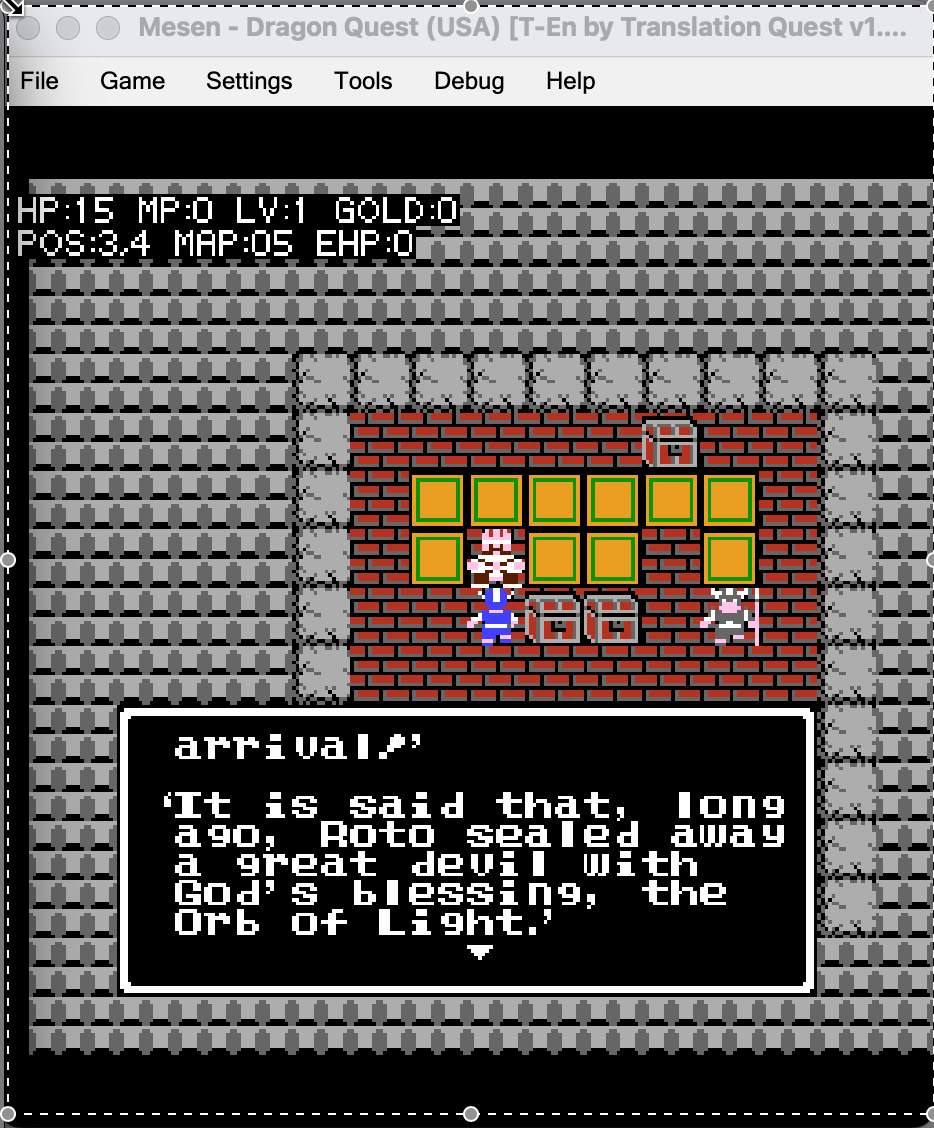 Mesen - Dragon Quest (USA) [T-En by Translation Quest v1....
File Game Settings Tools Debug Help
HP:15 MP:0 LV:1 GOLD:0
POS:3,4 MAP:05 EHP:0
arrival!’
‘It is said that, long
ago, Roto sealed away
a great devil with
God’s blessing, the
Orb of Light.’